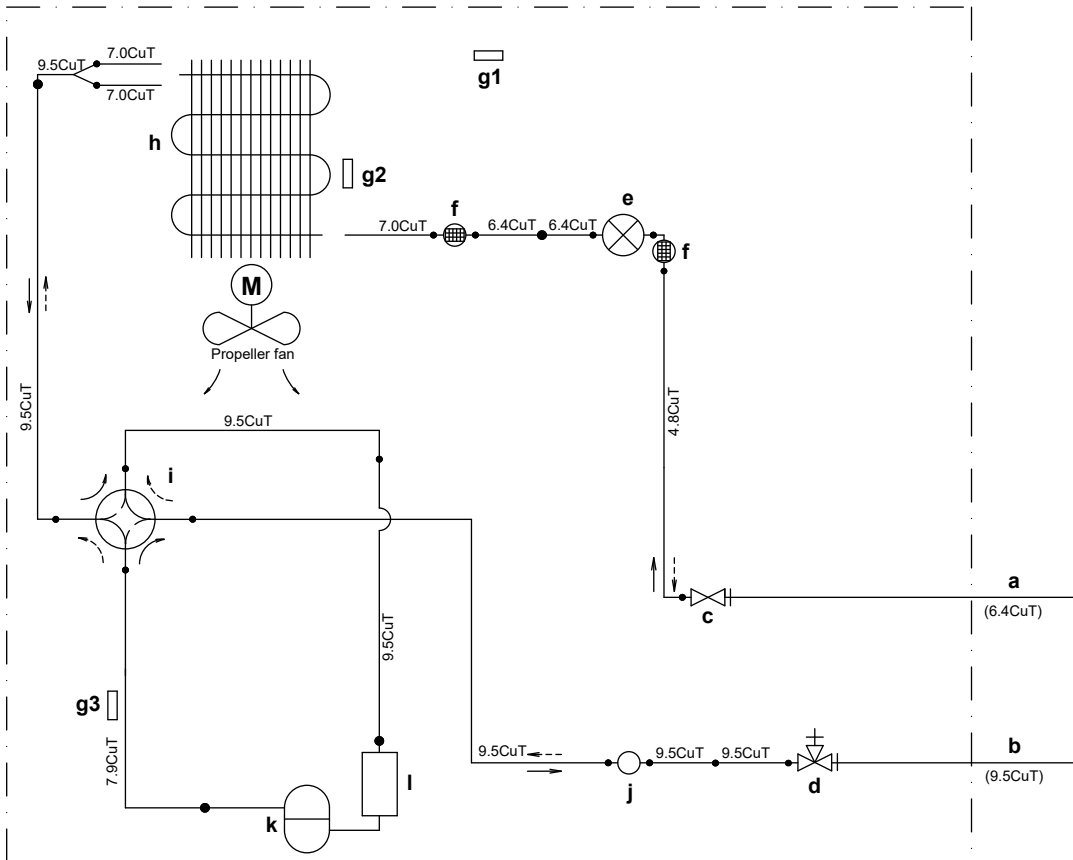 7.0CuT
9.5CuT
7.0CuT
g1
h
g2
e
f
7.0CuT
6.4CuT
6.4CuT
f
M
Propeller fan
9.5CuT
4.8CuT
9.5CuT
i
a
(6.4CuT)
c
9.5CuT
g3
7.9CuT
9.5CuT
9.5CuT
9.5CuT
b
(9.5CuT)
d
j
l
k